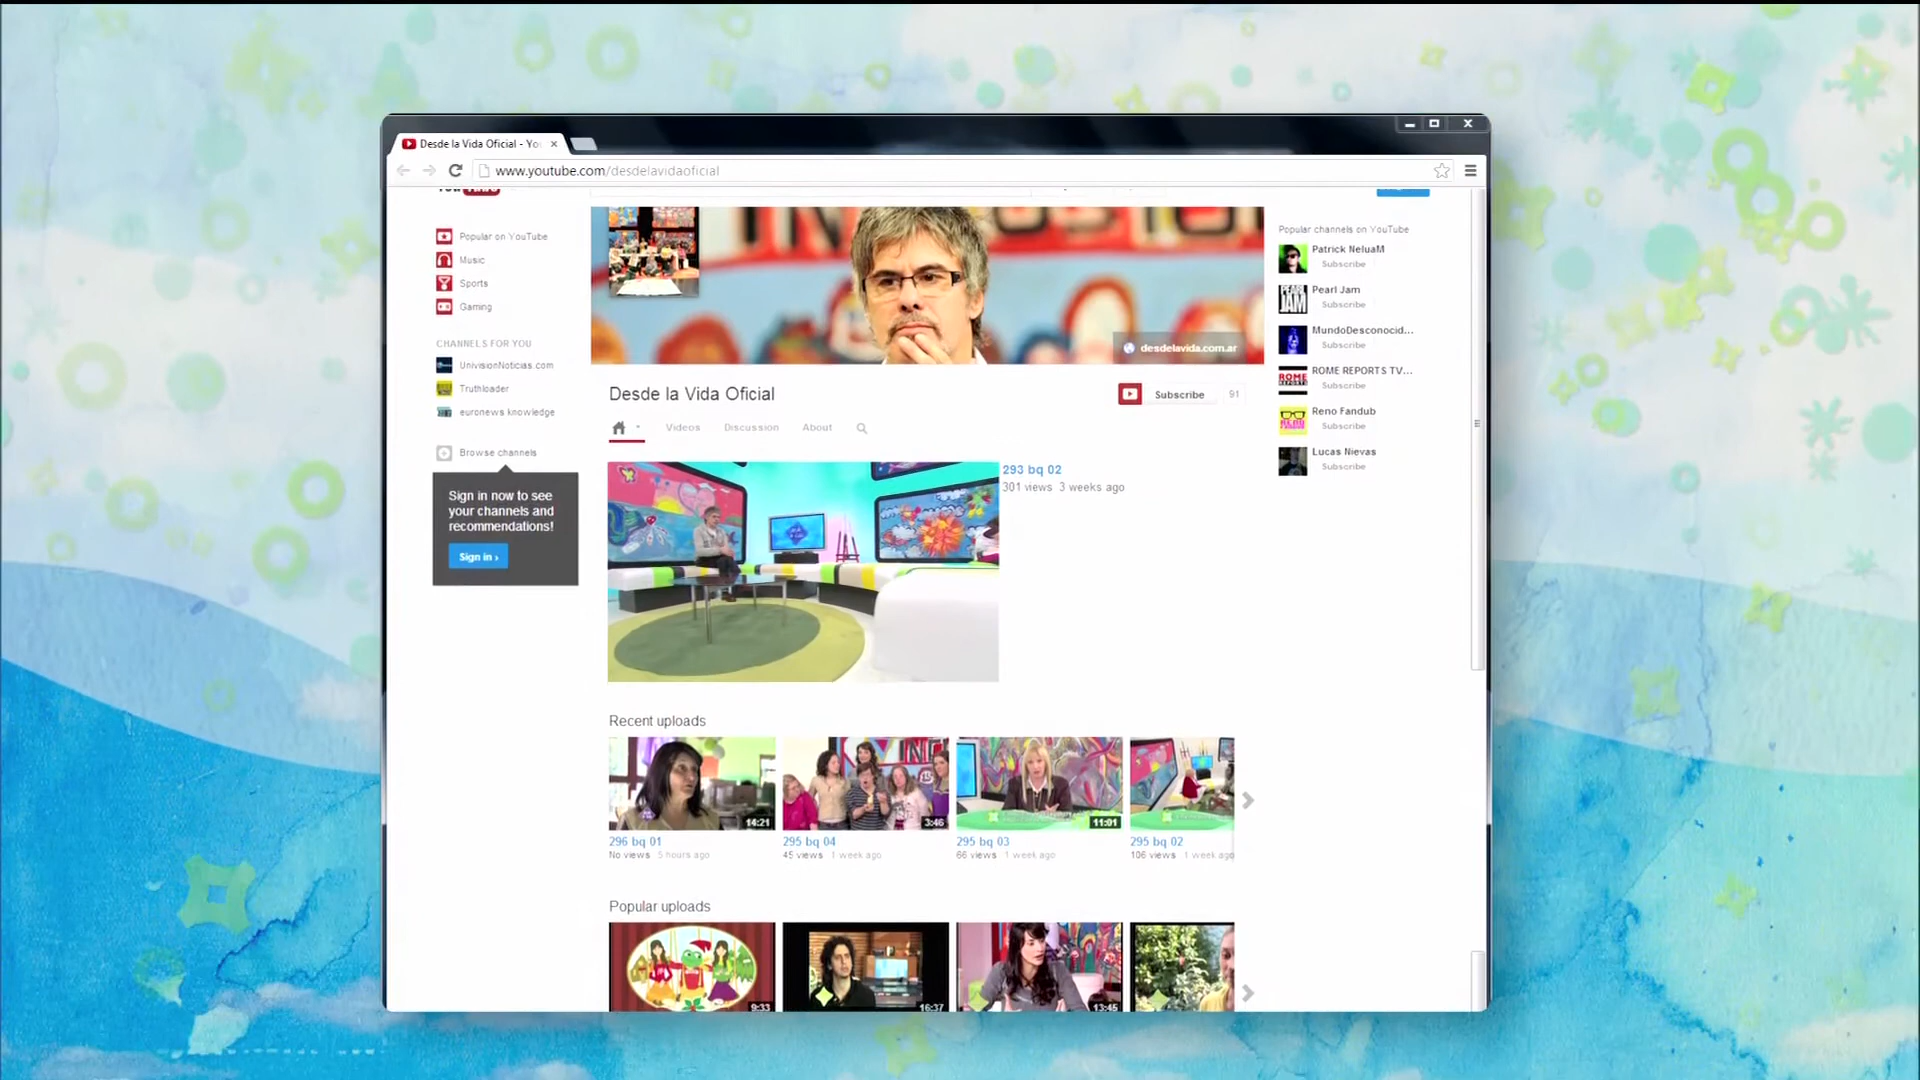 Desde la Vida Oficial - Yo
www.youtube.com/desdelavidaoficial
Popular on YouTube
Music
Sports
Gaming
CHANNELS FOR YOU
UnivisionNoticias.com
Truthloader
euronews knowledge
Browse channels
Sign in now to see
your channels and
recommendations!
Sign in ›
desdelavida.com.ar
Desde la Vida Oficial
Subscribe 91
Videos Discussion About
293 bq 02
301 views 3 weeks ago
Recent uploads
14:21
3:46
11:01
296 bq 01
No views 5 hours ago
295 bq 04
45 views 1 week ago
295 bq 03
66 views 1 week ago
295 bq 02
106 views 1 week ago
Popular uploads
9:33
16:37
13:45
Popular channels on YouTube
Patrick NeluaM
Subscribe
PEARL
JAM
Pearl Jam
Subscribe
MundoDesconocid...
Subscribe
ROME
REPORTS
ROME REPORTS TV...
Subscribe
Reno Fandub
Subscribe
Lucas Nievas
Subscribe